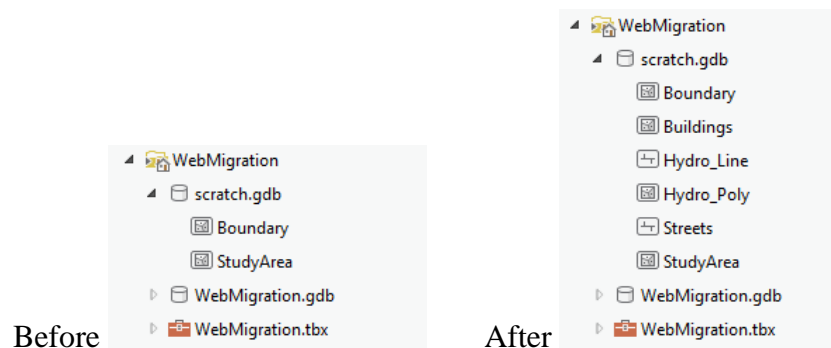 Before
WebMigration
scratch.gdb
Boundary
StudyArea
WebMigration.gdb
WebMigration.tbx
After
WebMigration
scratch.gdb
Boundary
Buildings
Hydro_Line
Hydro_Poly
Streets
StudyArea
WebMigration.gdb
WebMigration.tbx